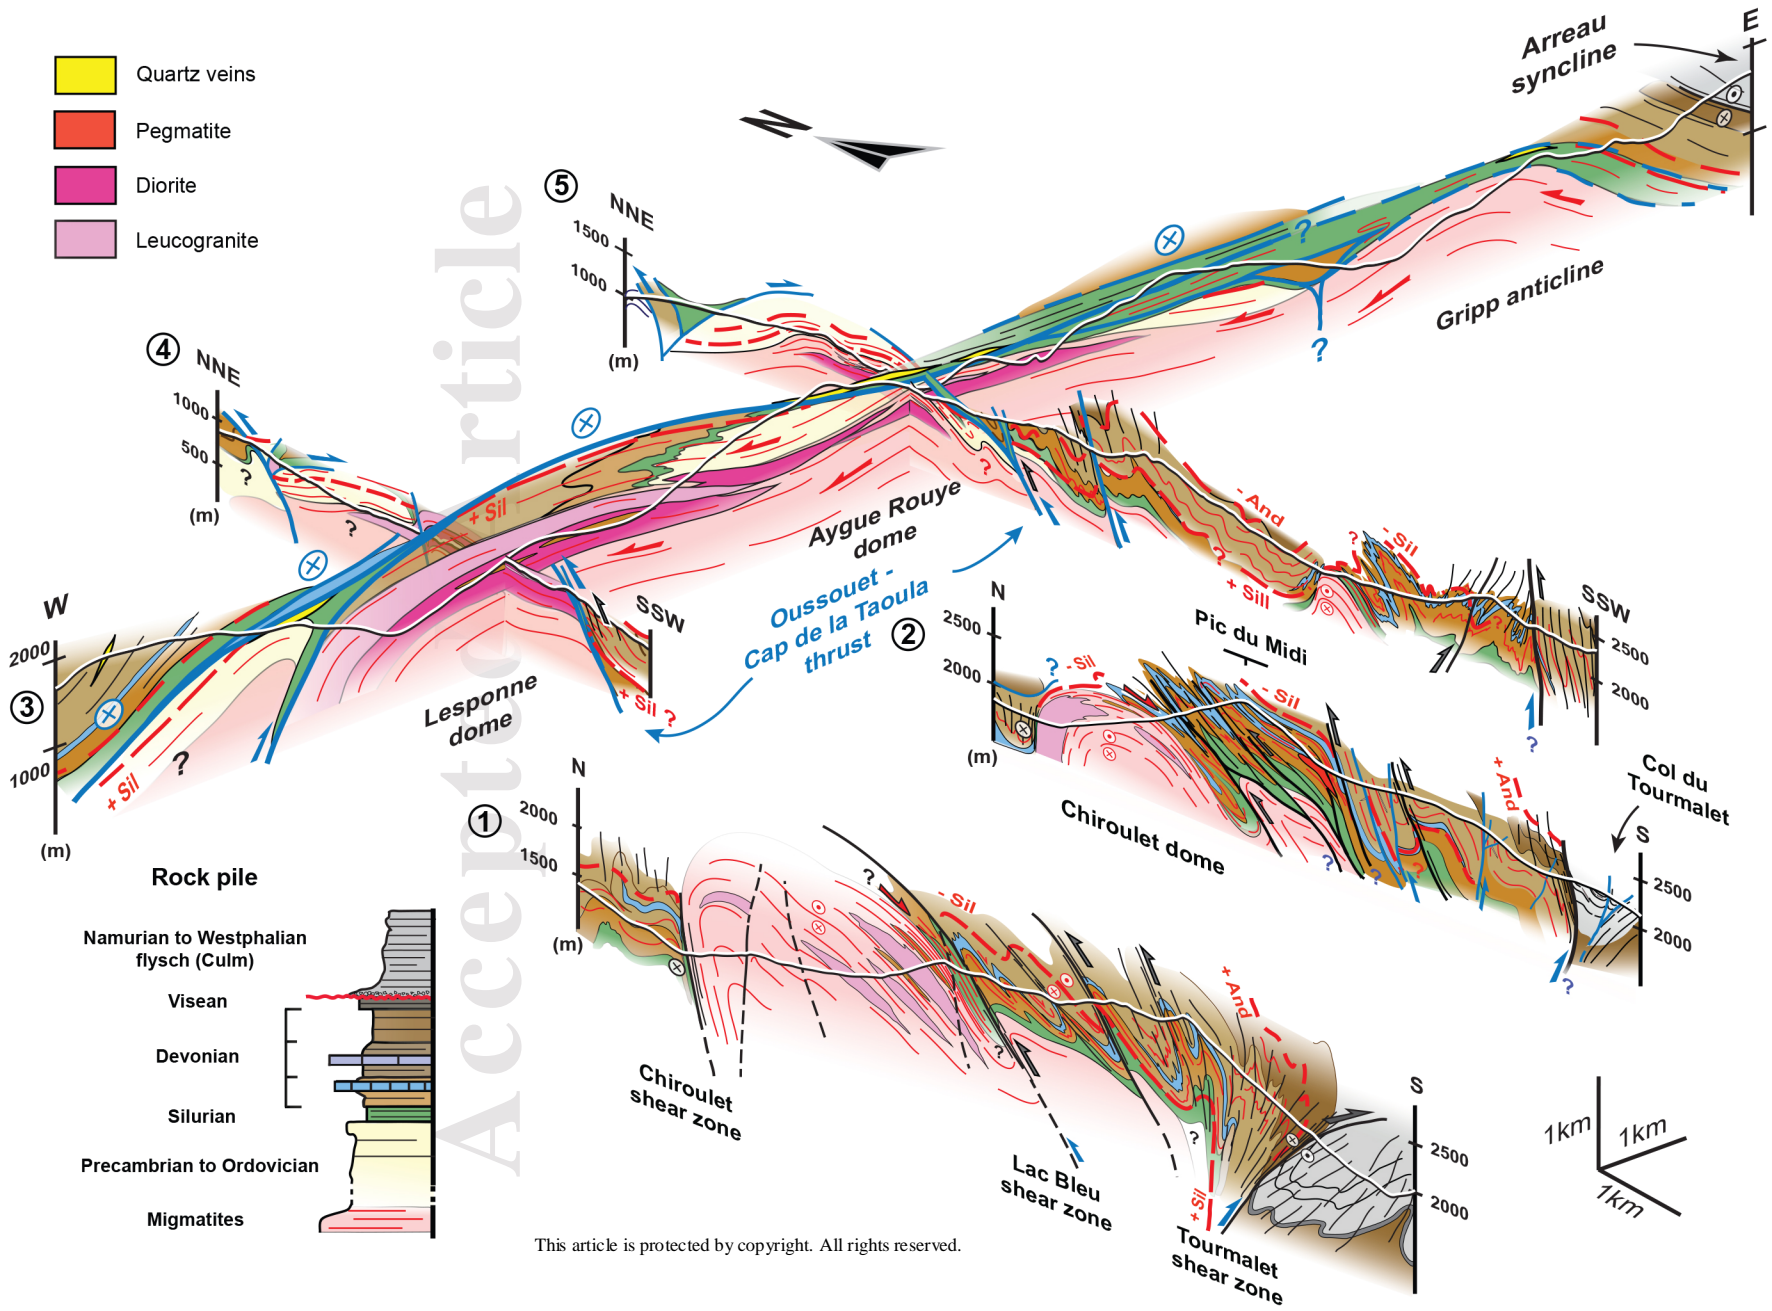 Quartz veins
Pegmatite
Diorite
Leucogranite
Accepted Article
N
Arreau
syncline
E
5
NNE
1500
1000
(m)
?
Gripp anticline
?
4
NNE
1000
500
(m)
?
?
+ Sil
Aygue Rouye
dome
Oussouet -
Cap de la Taoula
thrust
?
- And
?
+ Sill
?
- Sil
?
SSW
2500
2000
?
W
2000
3
1000
(m)
+ Sil
?
Lesponne
dome
SSW
+ Sil ?
2
N
2500
2000
(m)
?
- Sil
Pic du Midi
- Sil
Chiroulet dome
?
?
?
+ And
Col du
Tourmalet
S
2500
2000
?
1
N
2000
1500
(m)
?
- Sil
Chiroulet
shear zone
?
Lac Bleu
shear zone
?
+ Sil
+ And
Tourmalet
shear zone
S
2500
2000
1km
1km
1km
Rock pile
Namurian to Westphalian
flysch (Culm)
Visean
Devonian
Silurian
Precambrian to Ordovician
Migmatites
This article is protected by copyright. All rights reserved.